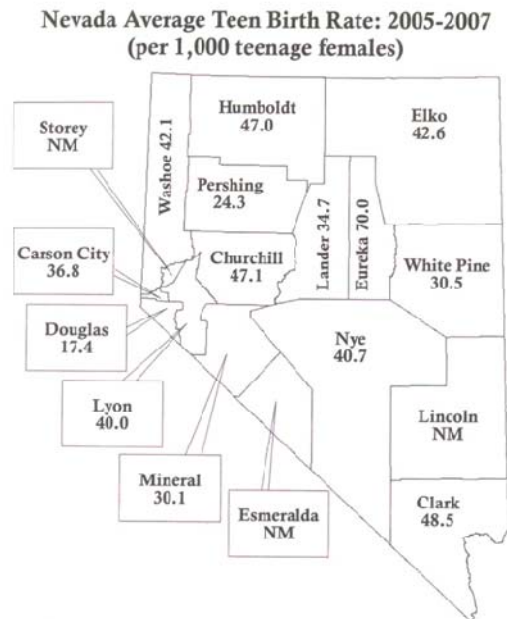 Nevada Average Teen Birth Rate: 2005-2007
(per 1,000 teenage females)
Humboldt
47.0
Elko
42.6
Storey
NM
Washoe 42.1
Pershing
24.3
Lander 34.7
Eureka 70.0
Carson City
36.8
Churchill
47.1
White Pine
30.5
Douglas
17.4
Nye
40.7
Lyon
40.0
Lincoln
NM
Mineral
30.1
Esmeralda
NM
Clark
48.5